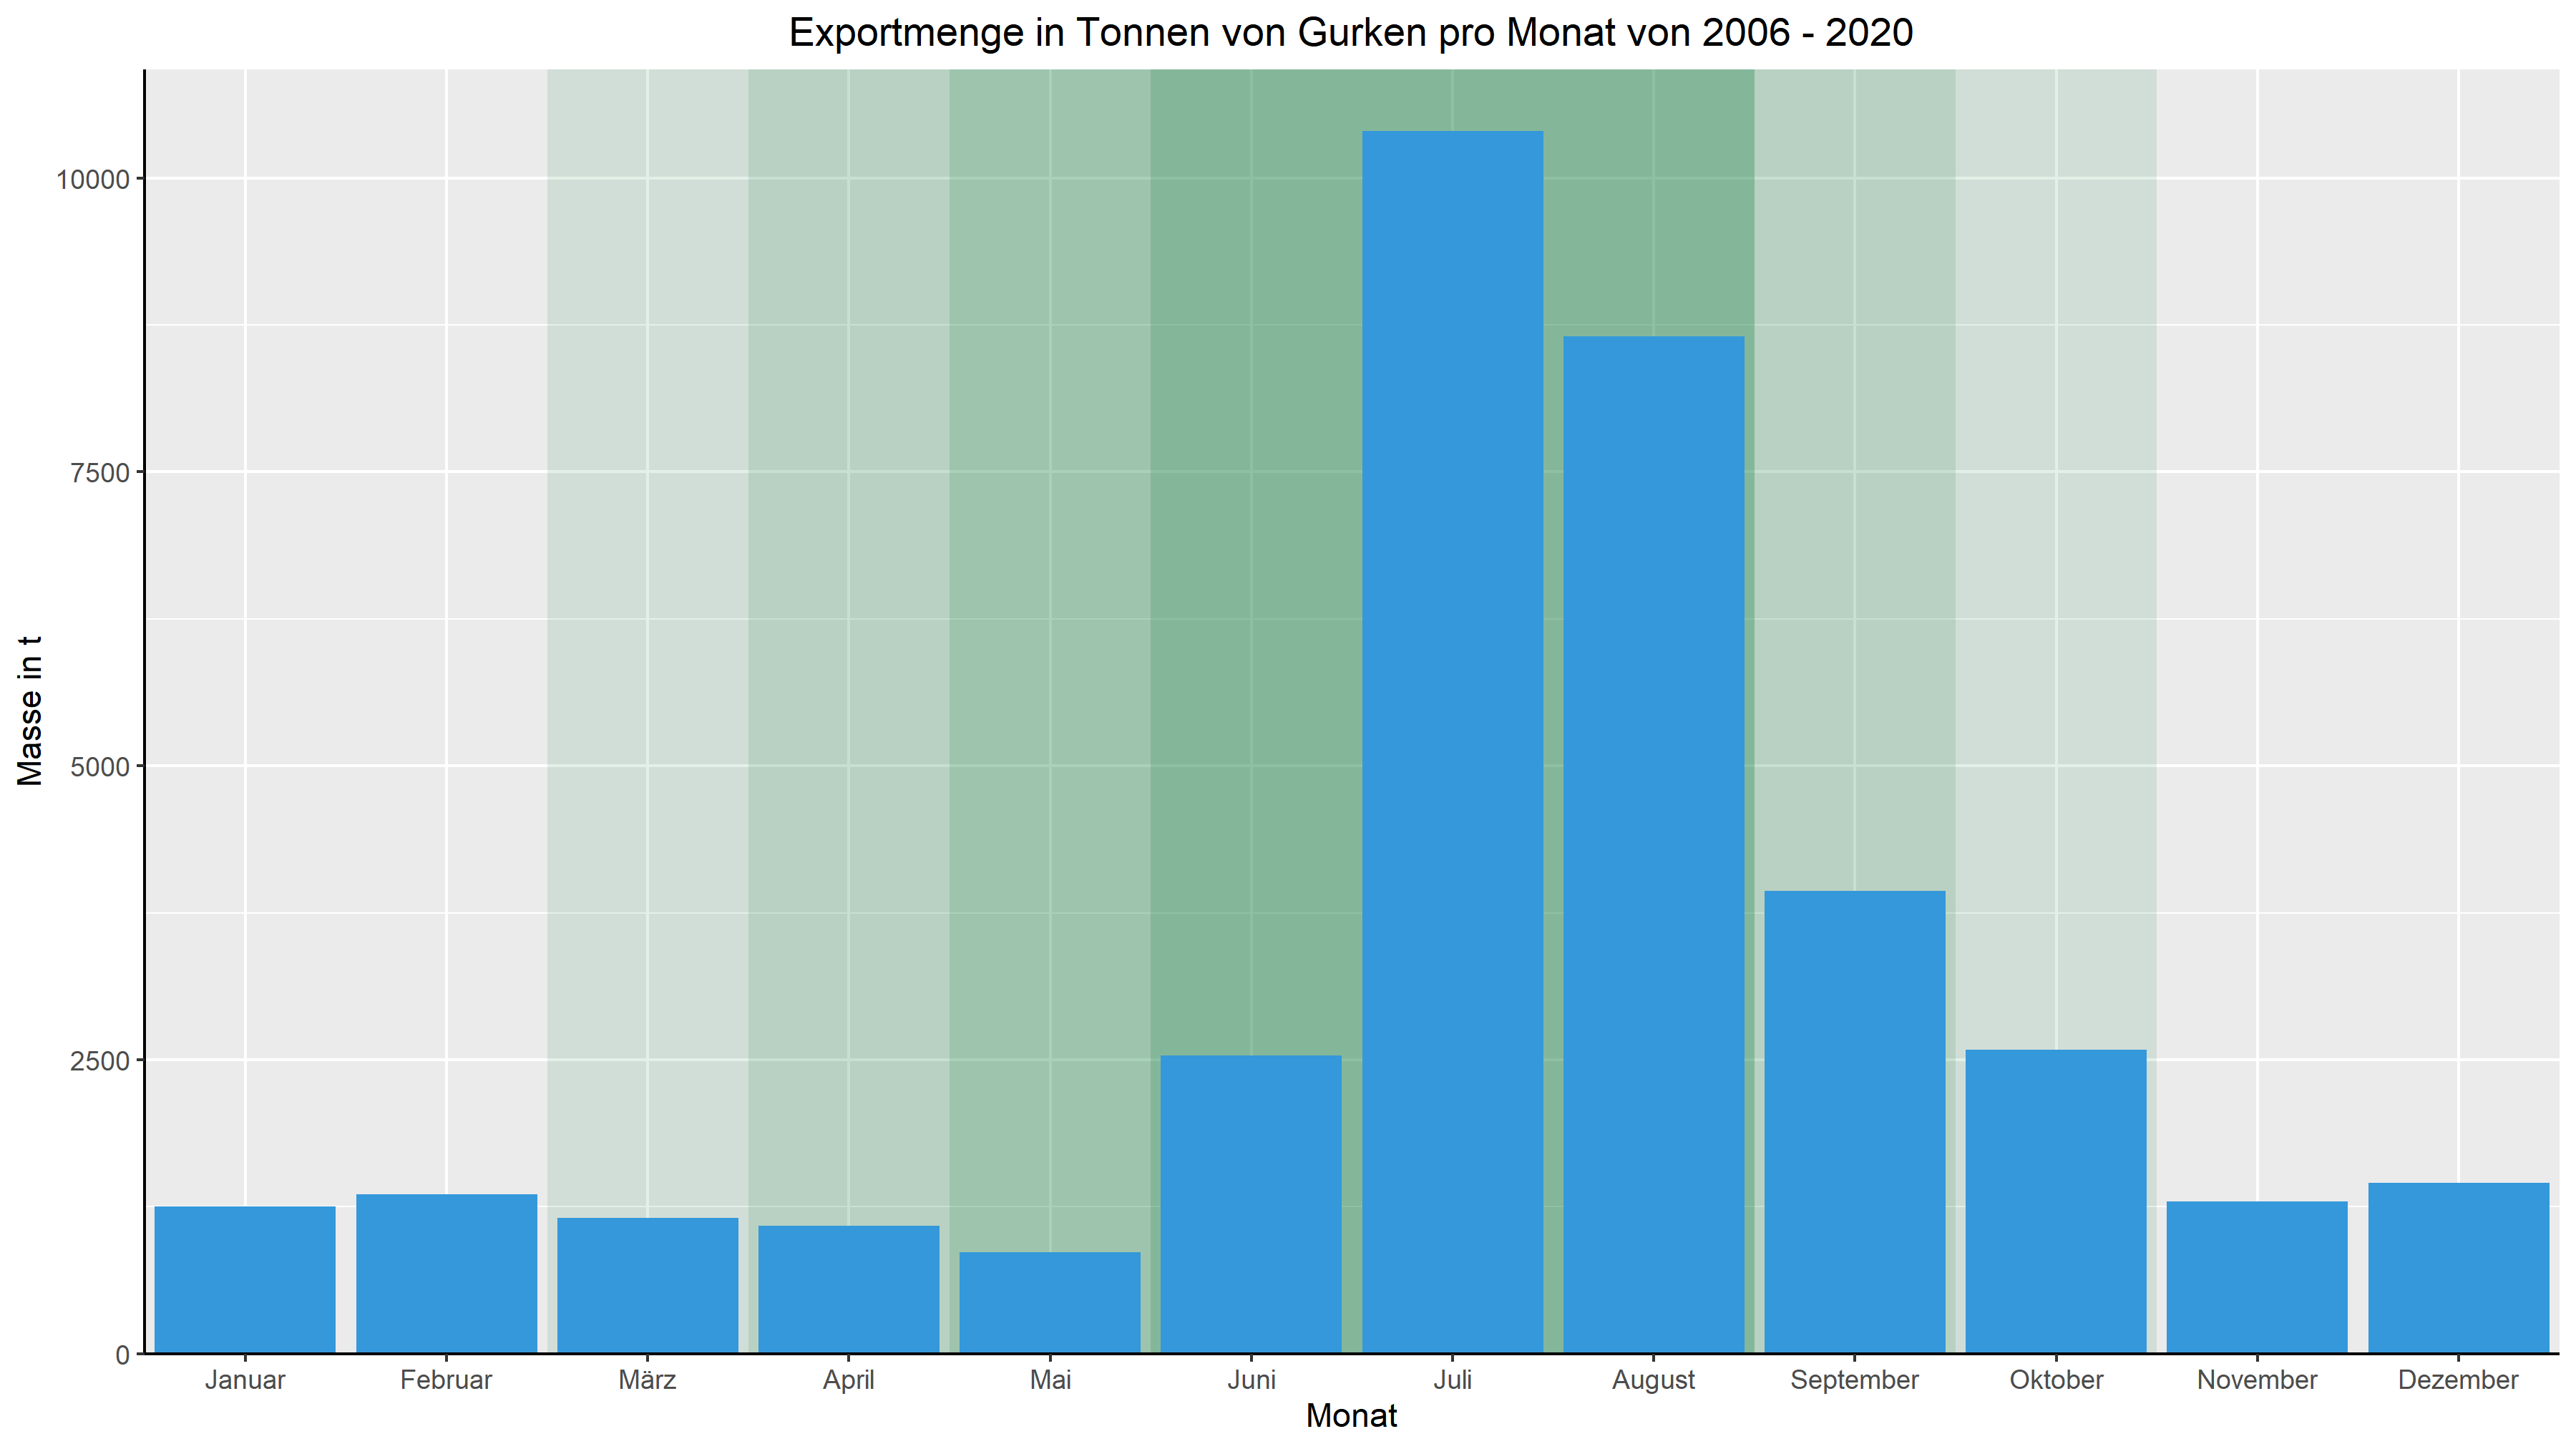 Exportmenge in Tonnen von Gurken pro Monat von 2006 - 2020
Masse in t
10000
7500
5000
2500
0
Januar Februar März April Mai Juni Juli August September Oktober November Dezember
Monat